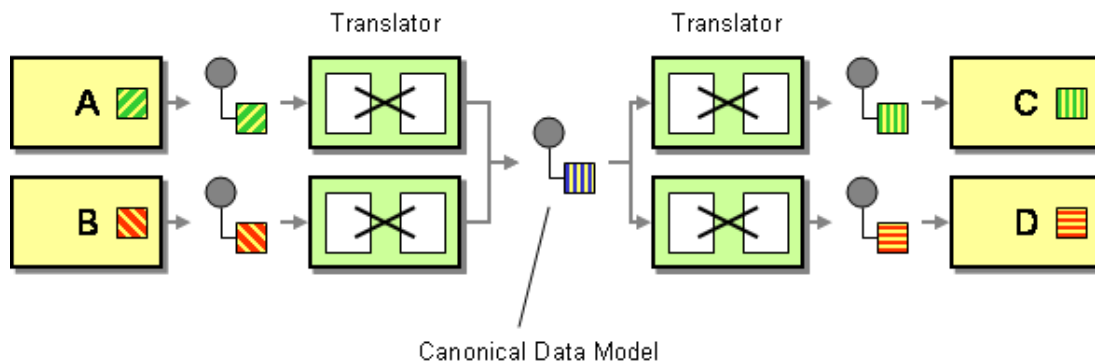 Translator Translator
A C
B D
Canonical Data Model